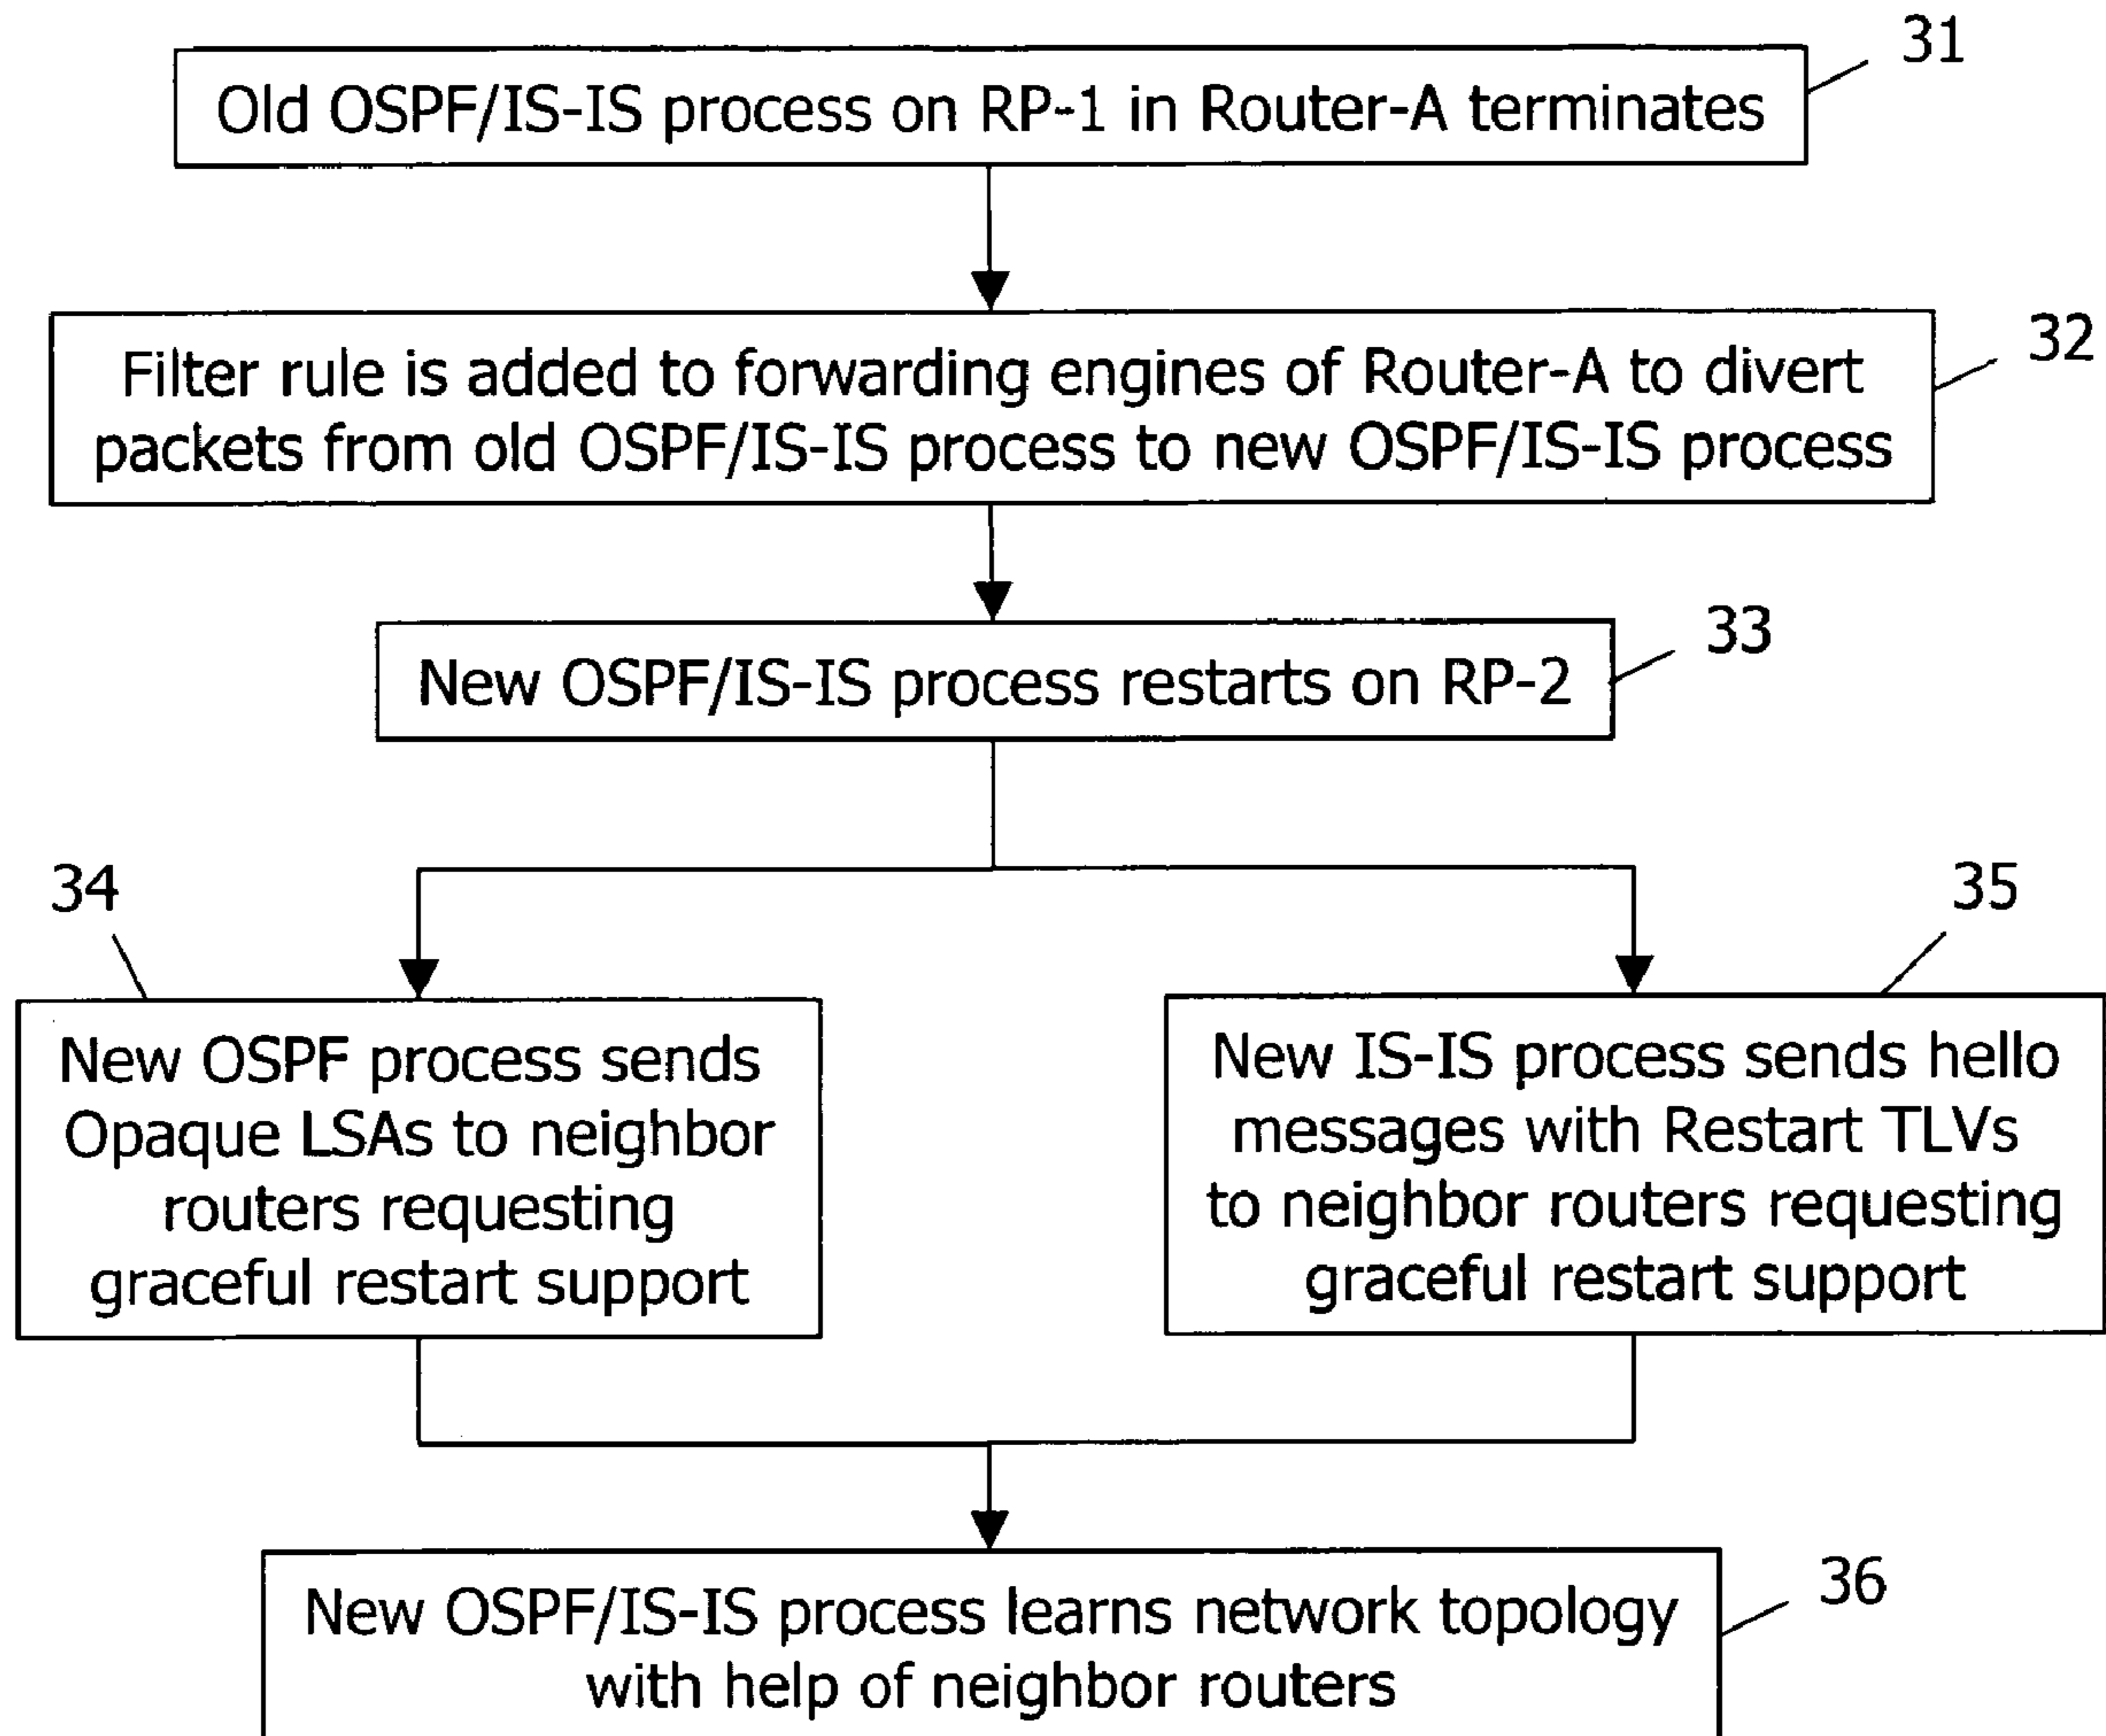 31
Old OSPF/IS-IS process on RP-1 in Router-A terminates
32
Filter rule is added to forwarding engines of Router-A to divert
packets from old OSPF/IS-IS process to new OSPF/IS-IS process
33
New OSPF/IS-IS process restarts on RP-2
34
New OSPF process sends
Opaque LSAs to neighbor
routers requesting
graceful restart support
35
New IS-IS process sends hello
messages with Restart TLVs
to neighbor routers requesting
graceful restart support
36
New OSPF/IS-IS process learns network topology
with help of neighbor routers